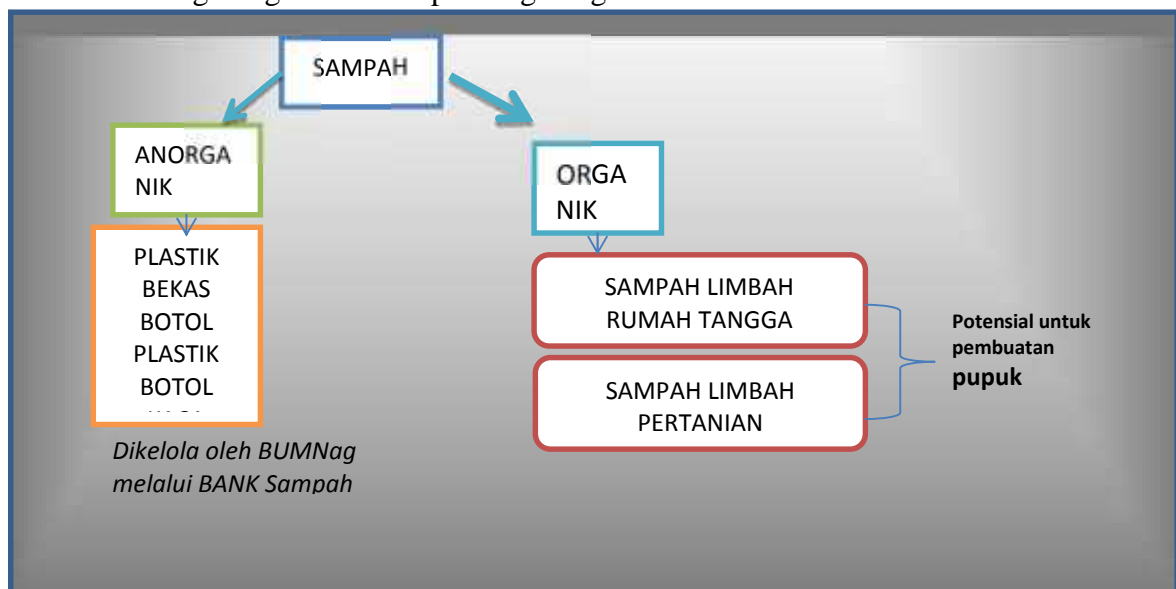 SAMPAH
ANORGA
NIK
PLASTIK
BEKAS
BOTOL
PLASTIK
BOTOL
Dikelola oleh BUMNag
melalui BANK Sampah
ORGA
NIK
SAMPAH LIMBAH
RUMAH TANGGA
SAMPAH LIMBAH
PERTANIAN
Potensial untuk
pembuatan
pupuk